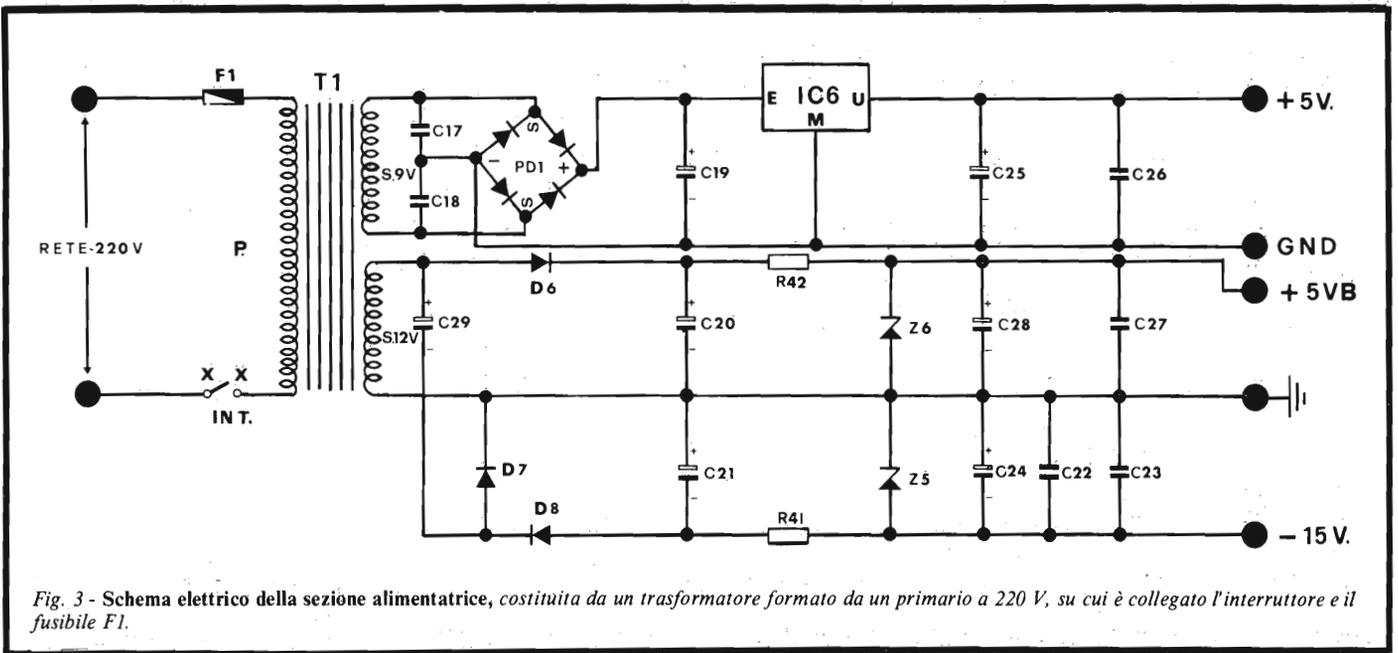 F1
T1
E IC6 U
M
+5V.
C17
S
PD1
-
+
S.9V
C18
S
C19
+
-
C25
+
-
C26
RETE-220 V
P.
GND
D6
R42
+5VB
C29
+
-
S.12V
C20
+
-
Z6
C28
+
-
C27
X X
INT.
D7
D8
C21
+
-
R41
Z5
C24
+
-
C22
C23
-15V.
Fig. 3 - Schema elettrico della sezione alimentatrice, costituita da un trasformatore formato da un primario a 220 V, su cui è collegato l'interruttore e il
fusibile F1.